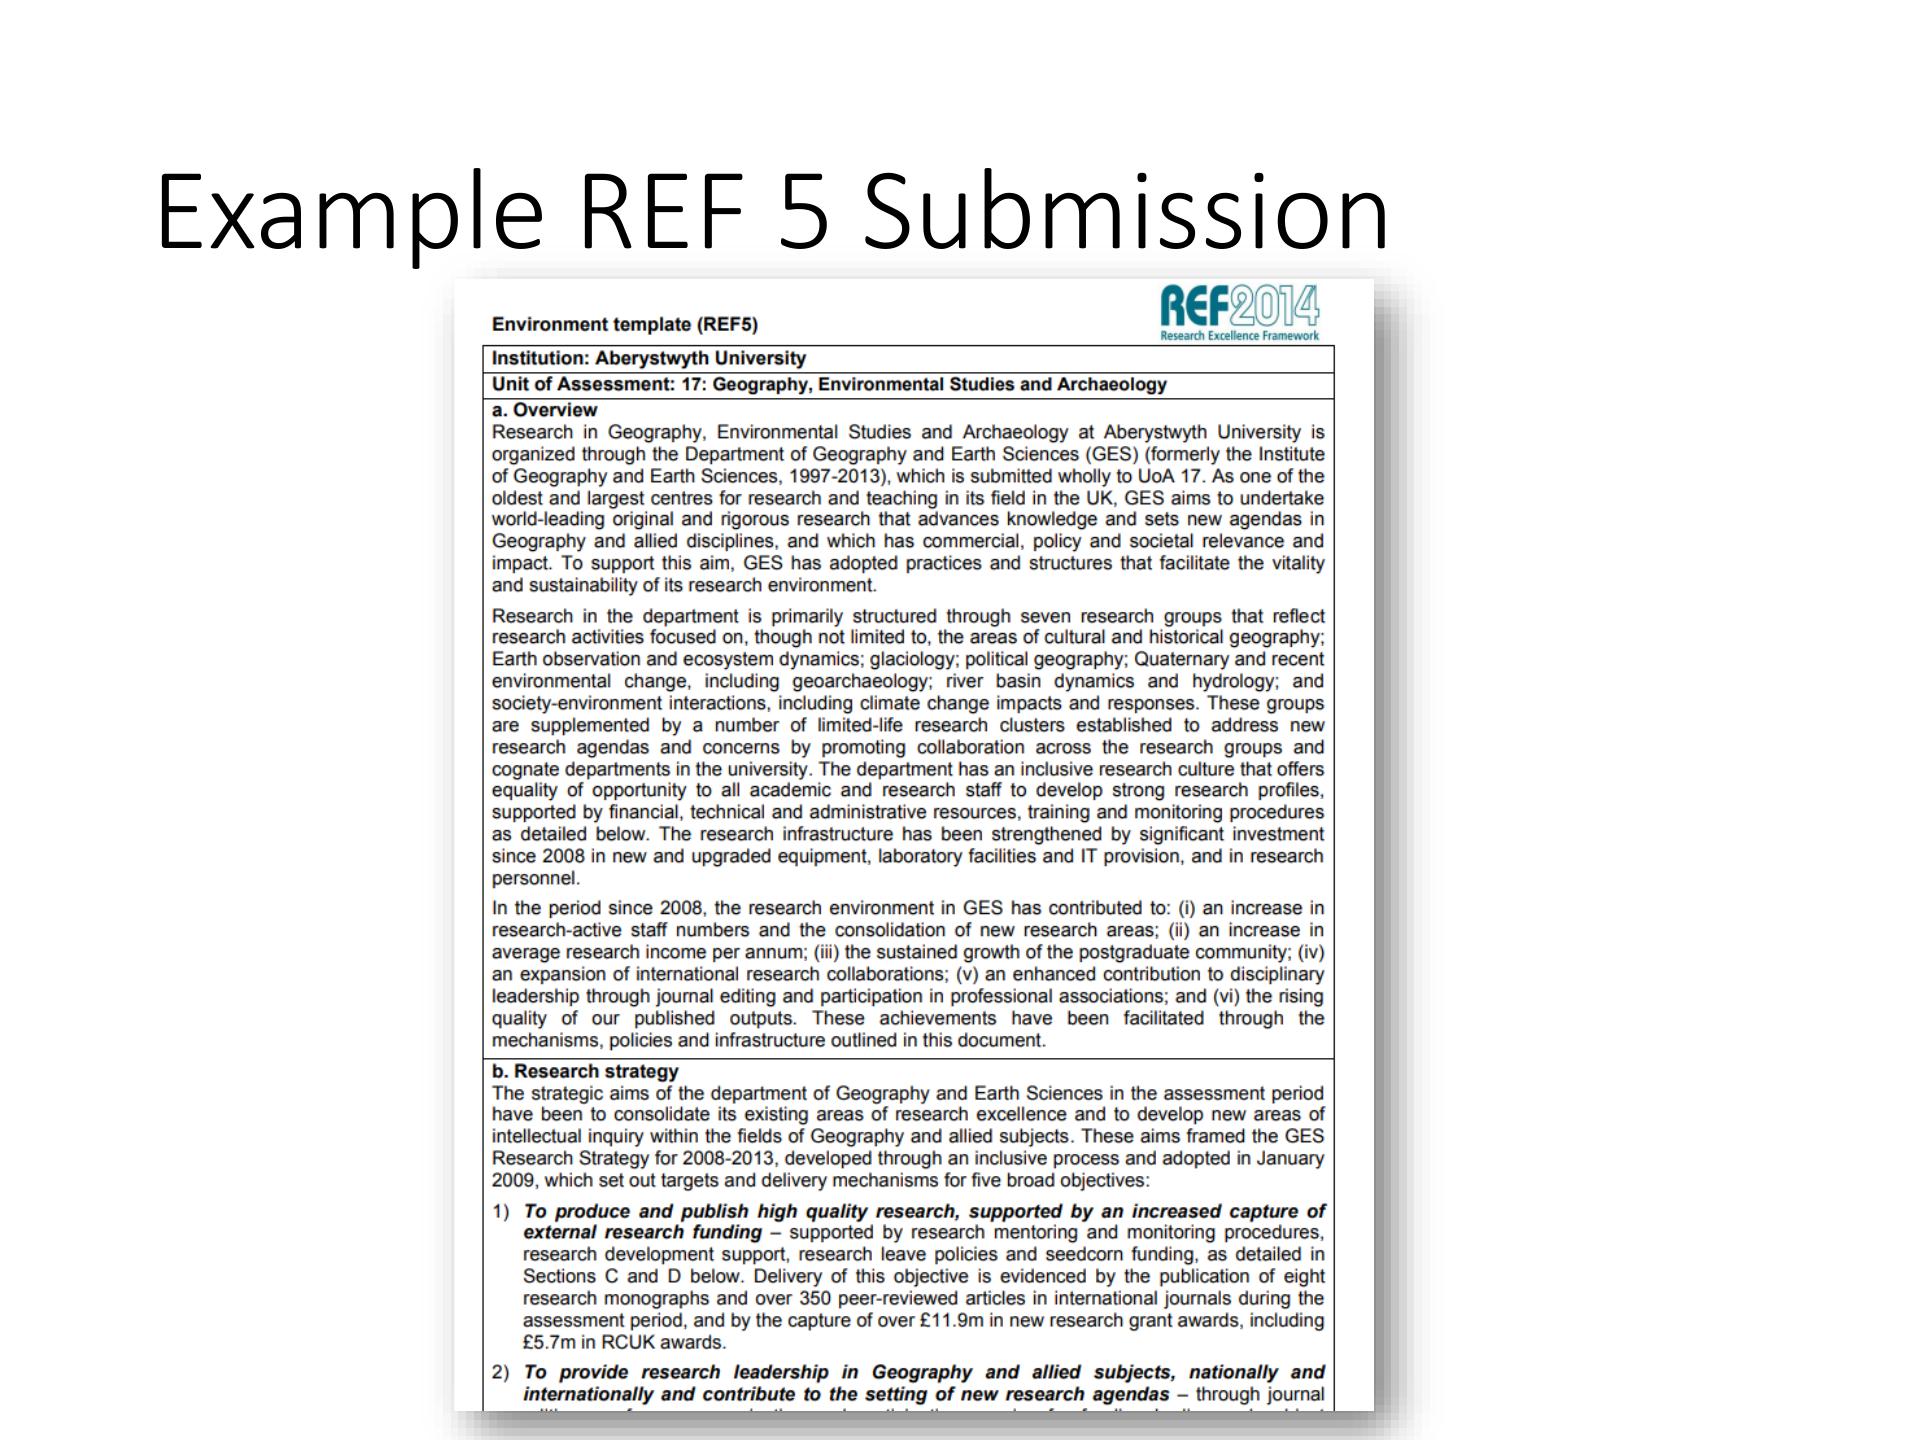 Example REF 5 Submission
REF2014
Research Excellence Framework
Environment template (REF5)
Institution: Aberystwyth University
Unit of Assessment: 17: Geography, Environmental Studies and Archaeology
a. Overview
Research in Geography, Environmental Studies and Archaeology at Aberystwyth University is
organized through the Department of Geography and Earth Sciences (GES) (formerly the Institute
of Geography and Earth Sciences, 1997-2013), which is submitted wholly to UoA 17. As one of the
oldest and largest centres for research and teaching in its field in the UK, GES aims to undertake
world-leading original and rigorous research that advances knowledge and sets new agendas in
Geography and allied disciplines, and which has commercial, policy and societal relevance and
impact. To support this aim, GES has adopted practices and structures that facilitate the vitality
and sustainability of its research environment.
Research in the department is primarily structured through seven research groups that reflect
research activities focused on, though not limited to, the areas of cultural and historical geography;
Earth observation and ecosystem dynamics; glaciology; political geography; Quaternary and recent
environmental change, including geoarchaeology; river basin dynamics and hydrology; and
society-environment interactions, including climate change impacts and responses. These groups
are supplemented by a number of limited-life research clusters established to address new
research agendas and concerns by promoting collaboration across the research groups and
cognate departments in the university. The department has an inclusive research culture that offers
equality of opportunity to all academic and research staff to develop strong research profiles,
supported by financial, technical and administrative resources, training and monitoring procedures
as detailed below. The research infrastructure has been strengthened by significant investment
since 2008 in new and upgraded equipment, laboratory facilities and IT provision, and in research
personnel.
In the period since 2008, the research environment in GES has contributed to: (i) an increase in
research-active staff numbers and the consolidation of new research areas; (ii) an increase in
average research income per annum; (iii) the sustained growth of the postgraduate community; (iv)
an expansion of international research collaborations; (v) an enhanced contribution to disciplinary
leadership through journal editing and participation in professional associations; and (vi) the rising
quality of our published outputs. These achievements have been facilitated through the
mechanisms, policies and infrastructure outlined in this document.
b. Research strategy
The strategic aims of the department of Geography and Earth Sciences in the assessment period
have been to consolidate its existing areas of research excellence and to develop new areas of
intellectual inquiry within the fields of Geography and allied subjects. These aims framed the GES
Research Strategy for 2008-2013, developed through an inclusive process and adopted in January
2009, which set out targets and delivery mechanisms for five broad objectives:
1) To produce and publish high quality research, supported by an increased capture of
external research funding – supported by research mentoring and monitoring procedures,
research development support, research leave policies and seedcorn funding, as detailed in
Sections C and D below. Delivery of this objective is evidenced by the publication of eight
research monographs and over 350 peer-reviewed articles in international journals during the
assessment period, and by the capture of over £11.9m in new research grant awards, including
£5.7m in RCUK awards.
2) To provide research leadership in Geography and allied subjects, nationally and
internationally and contribute to the setting of new research agendas – through journal